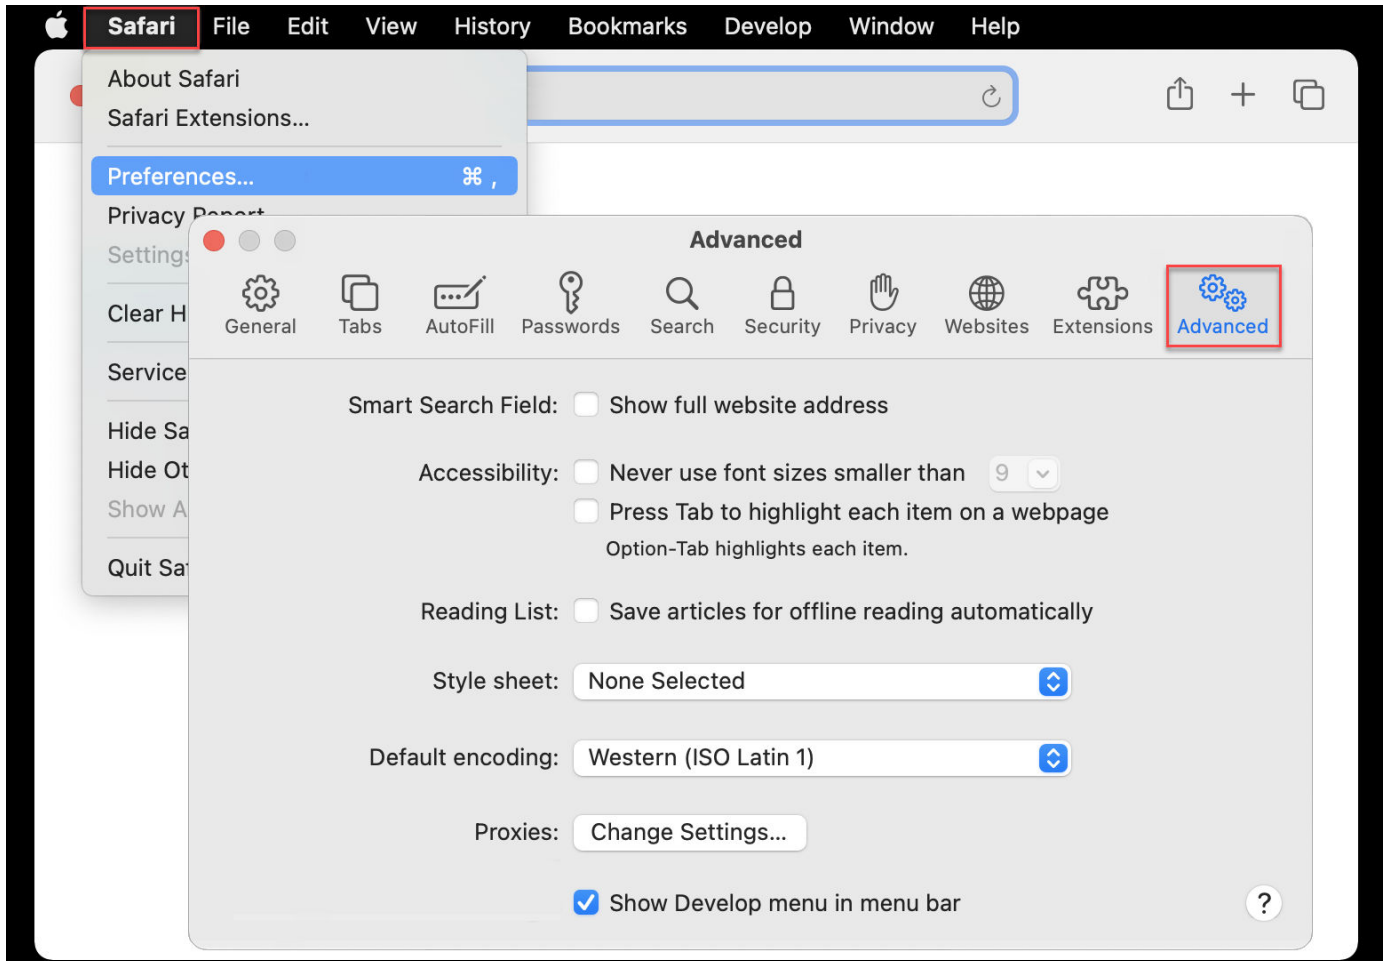 Safari File Edit View History Bookmarks Develop Window Help
About Safari
Safari Extensions...
Preferences... ⌘ ,
Privacy Report
Settings
Clear H
Service
Hide Sa
Hide Ot
Show A
Quit Saf
Advanced
General Tabs AutoFill Passwords Search Security Privacy Websites Extensions Advanced
Smart Search Field: Show full website address
Accessibility: Never use font sizes smaller than 9
Press Tab to highlight each item on a webpage
Option-Tab highlights each item.
Reading List: Save articles for offline reading automatically
Style sheet: None Selected
Default encoding: Western (ISO Latin 1)
Proxies: Change Settings...
Show Develop menu in menu bar
?